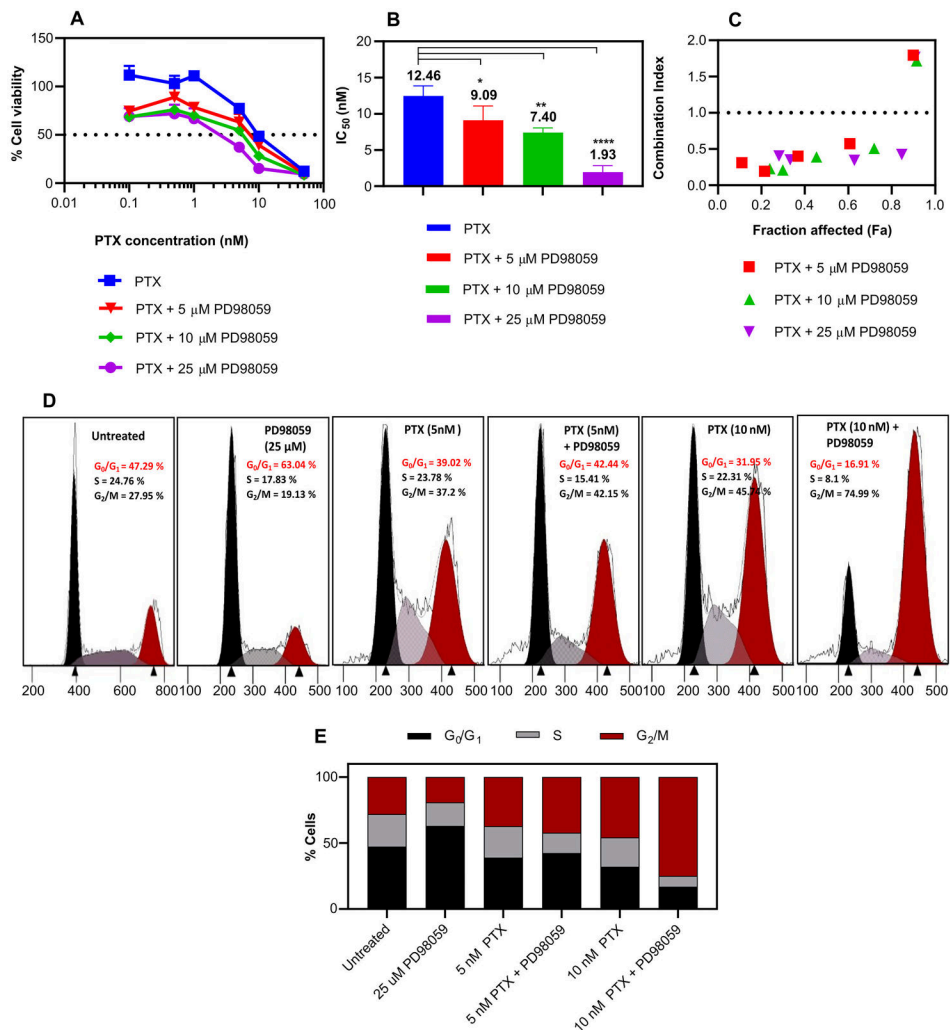 A
150
100
50
0
% Cell viability
0.01
0.1
1
10
100
PTX concentration (nM)
PTX
PTX + 5 μM PD98059
PTX + 10 μM PD98059
PTX + 25 μM PD98059
B
20
15
10
5
0
IC50 (nM)
12.46
*
9.09
**
7.40
****
1.93
PTX
PTX + 5 μM PD98059
PTX + 10 μM PD98059
PTX + 25 μM PD98059
C
2.0
1.5
1.0
0.5
0.0
Combination Index
0.0
0.2
0.4
0.6
0.8
1.0
Fraction affected (Fa)
PTX + 5 μM PD98059
PTX + 10 μM PD98059
PTX + 25 μM PD98059
D
Untreated
G0/G1 = 47.29 %
S = 24.76 %
G2/M = 27.95 %
200 400 600 800
PD98059
(25 μM)
G0/G1 = 63.04 %
S = 17.83 %
G2/M = 19.13 %
100 200 300 400 500
PTX (5nM )
G0/G1 = 39.02 %
S = 23.78 %
G2/M = 37.2 %
100 200 300 400 500
PTX (5nM)
+ PD98059
G0/G1 = 42.44 %
S = 15.41 %
G2/M = 42.15 %
100 200 300 400 500
PTX (10 nM)
G0/G1 = 31.95 %
S = 22.31 %
G2/M = 45.74 %
100 200 300 400 500
PTX (10 nM) +
PD98059
G0/G1 = 16.91 %
S = 8.1 %
G2/M = 74.99 %
100 200 300 400 500
E
G0/G1
S
G2/M
100
50
0
% Cells
Untreated
25 uM PD98059
5 nM PTX
5 nM PTX + PD98059
10 nM PTX
10 nM PTX + PD98059